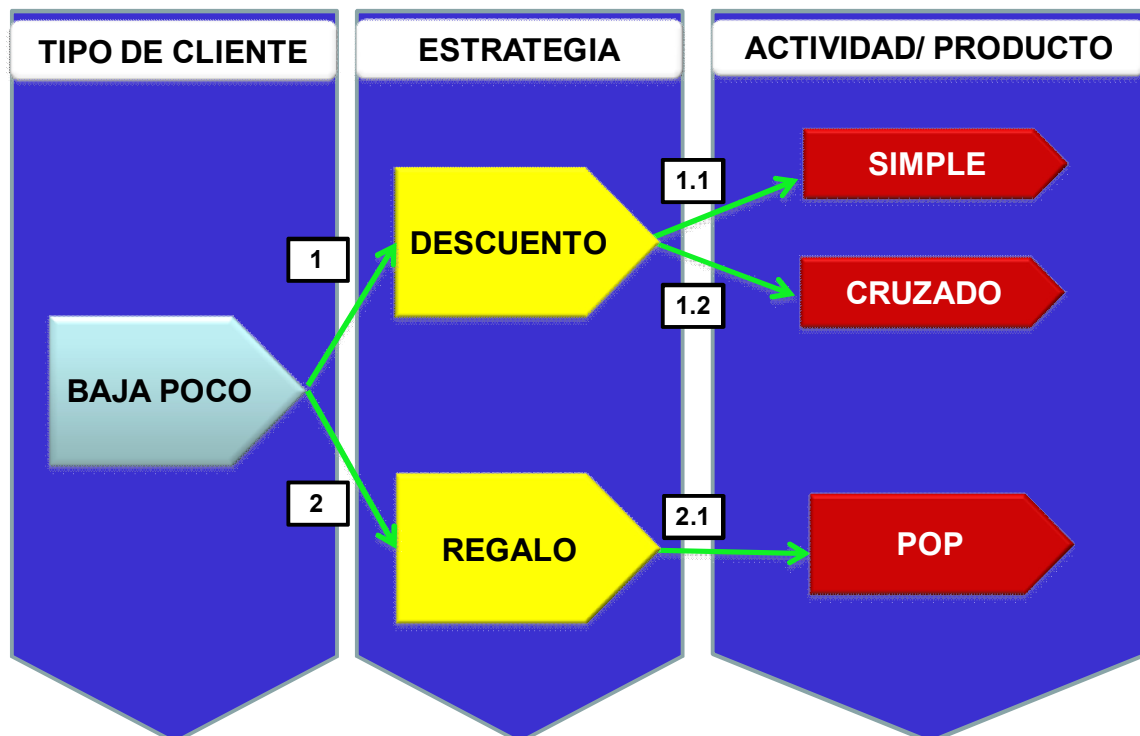 TIPO DE CLIENTE
ESTRATEGIA
ACTIVIDAD/ PRODUCTO
SIMPLE
1.1
DESCUENTO
1
CRUZADO
1.2
BAJA POCO
2
2.1
REGALO
POP